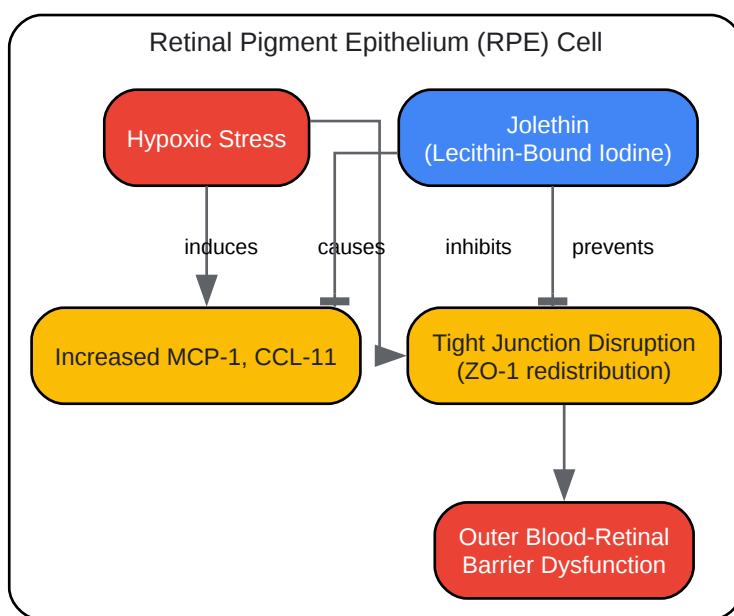 Retinal Pigment Epithelium (RPE) Cell
Hypoxic Stress
Jolethin
(Lecithin-Bound Iodine)
induces
causes
inhibits
prevents
Increased MCP-1, CCL-11
Tight Junction Disruption
(ZO-1 redistribution)
Outer Blood-Retinal
Barrier Dysfunction